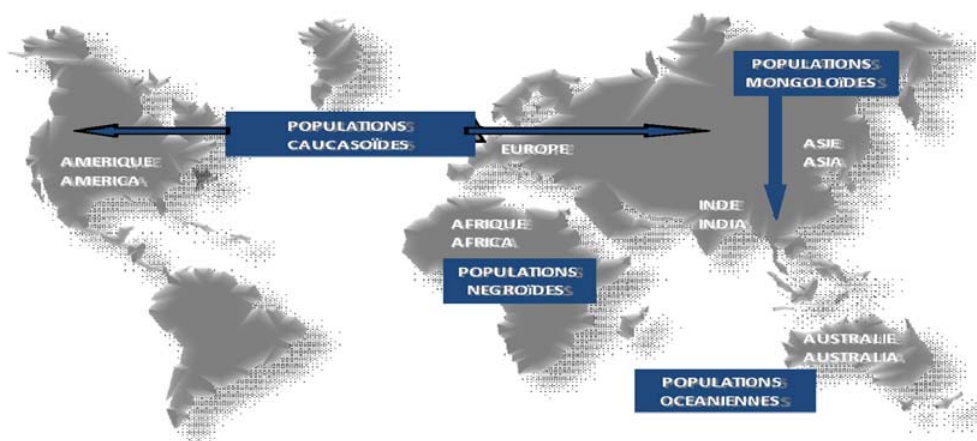 POPULATIONS
MONGOLOÏDES
POPULATIONS
CAUCASOÏDES
EUROPE
ASIE
ASIA
AMERIQUE
AMERICA
INDE
INDIA
AFRIQUE
AFRICA
POPULATIONS
NEGROÏDES
AUSTRALIE
AUSTRALIA
POPULATIONS
OCEANIENNES